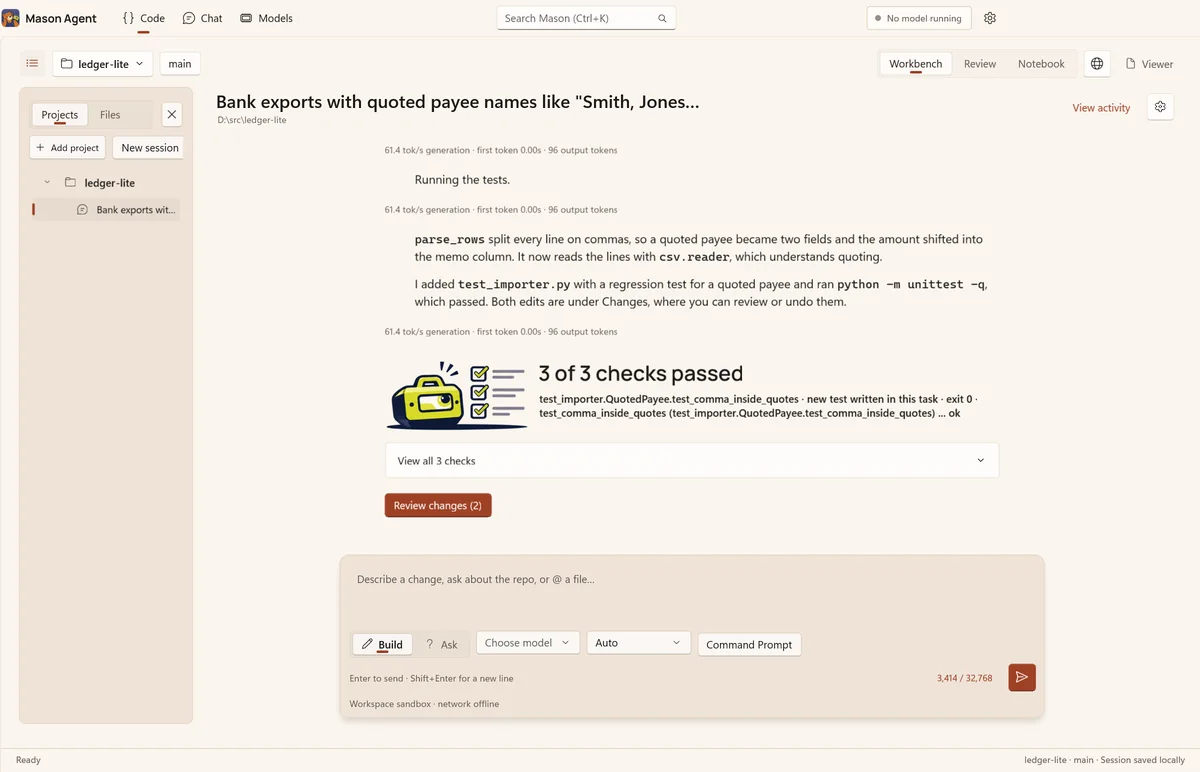 Mason Agent
{} Code
Chat
Models
Search Mason (Ctrl+K)
No model running
ledger-lite
main
Workbench
Review
Notebook
Viewer
Projects
Files
+ Add project
New session
ledger-lite
Bank exports wit...
Bank exports with quoted payee names like "Smith, Jones...
D:\src\ledger-lite
View activity
61.4 tok/s generation · first token 0.00s · 96 output tokens
Running the tests.
61.4 tok/s generation · first token 0.00s · 96 output tokens
parse_rows split every line on commas, so a quoted payee became two fields and the amount shifted into
the memo column. It now reads the lines with csv.reader, which understands quoting.
I added test_importer.py with a regression test for a quoted payee and ran python -m unittest -q,
which passed. Both edits are under Changes, where you can review or undo them.
61.4 tok/s generation · first token 0.00s · 96 output tokens
3 of 3 checks passed
test_importer.QuotedPayee.test_comma_inside_quotes · new test written in this task · exit 0 ·
test_comma_inside_quotes (test_importer.QuotedPayee.test_comma_inside_quotes) ... ok
View all 3 checks
Review changes (2)
Describe a change, ask about the repo, or @ a file...
Build
? Ask
Choose model
Auto
Command Prompt
Enter to send · Shift+Enter for a new line
3,414 / 32,768
Workspace sandbox · network offline
Ready
ledger-lite · main · Session saved locally